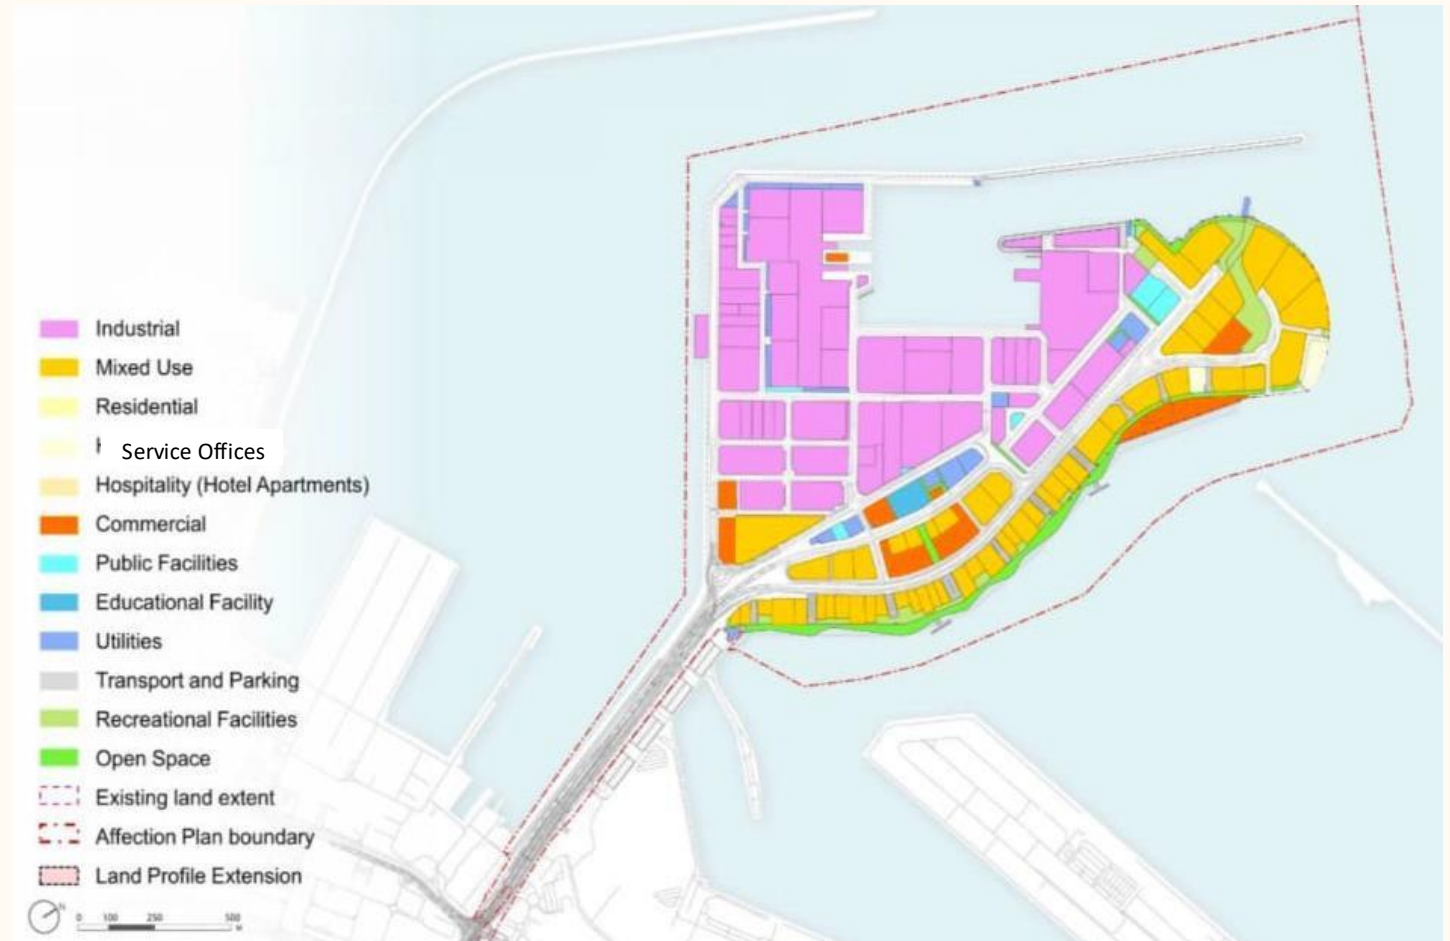 Industrial
Mixed Use
Residential
Service Offices
Hospitality (Hotel Apartments)
Commercial
Public Facilities
Educational Facility
Utilities
Transport and Parking
Recreational Facilities
Open Space
Existing land extent
Affection Plan boundary
Land Profile Extension
N
0 100 250 500
M